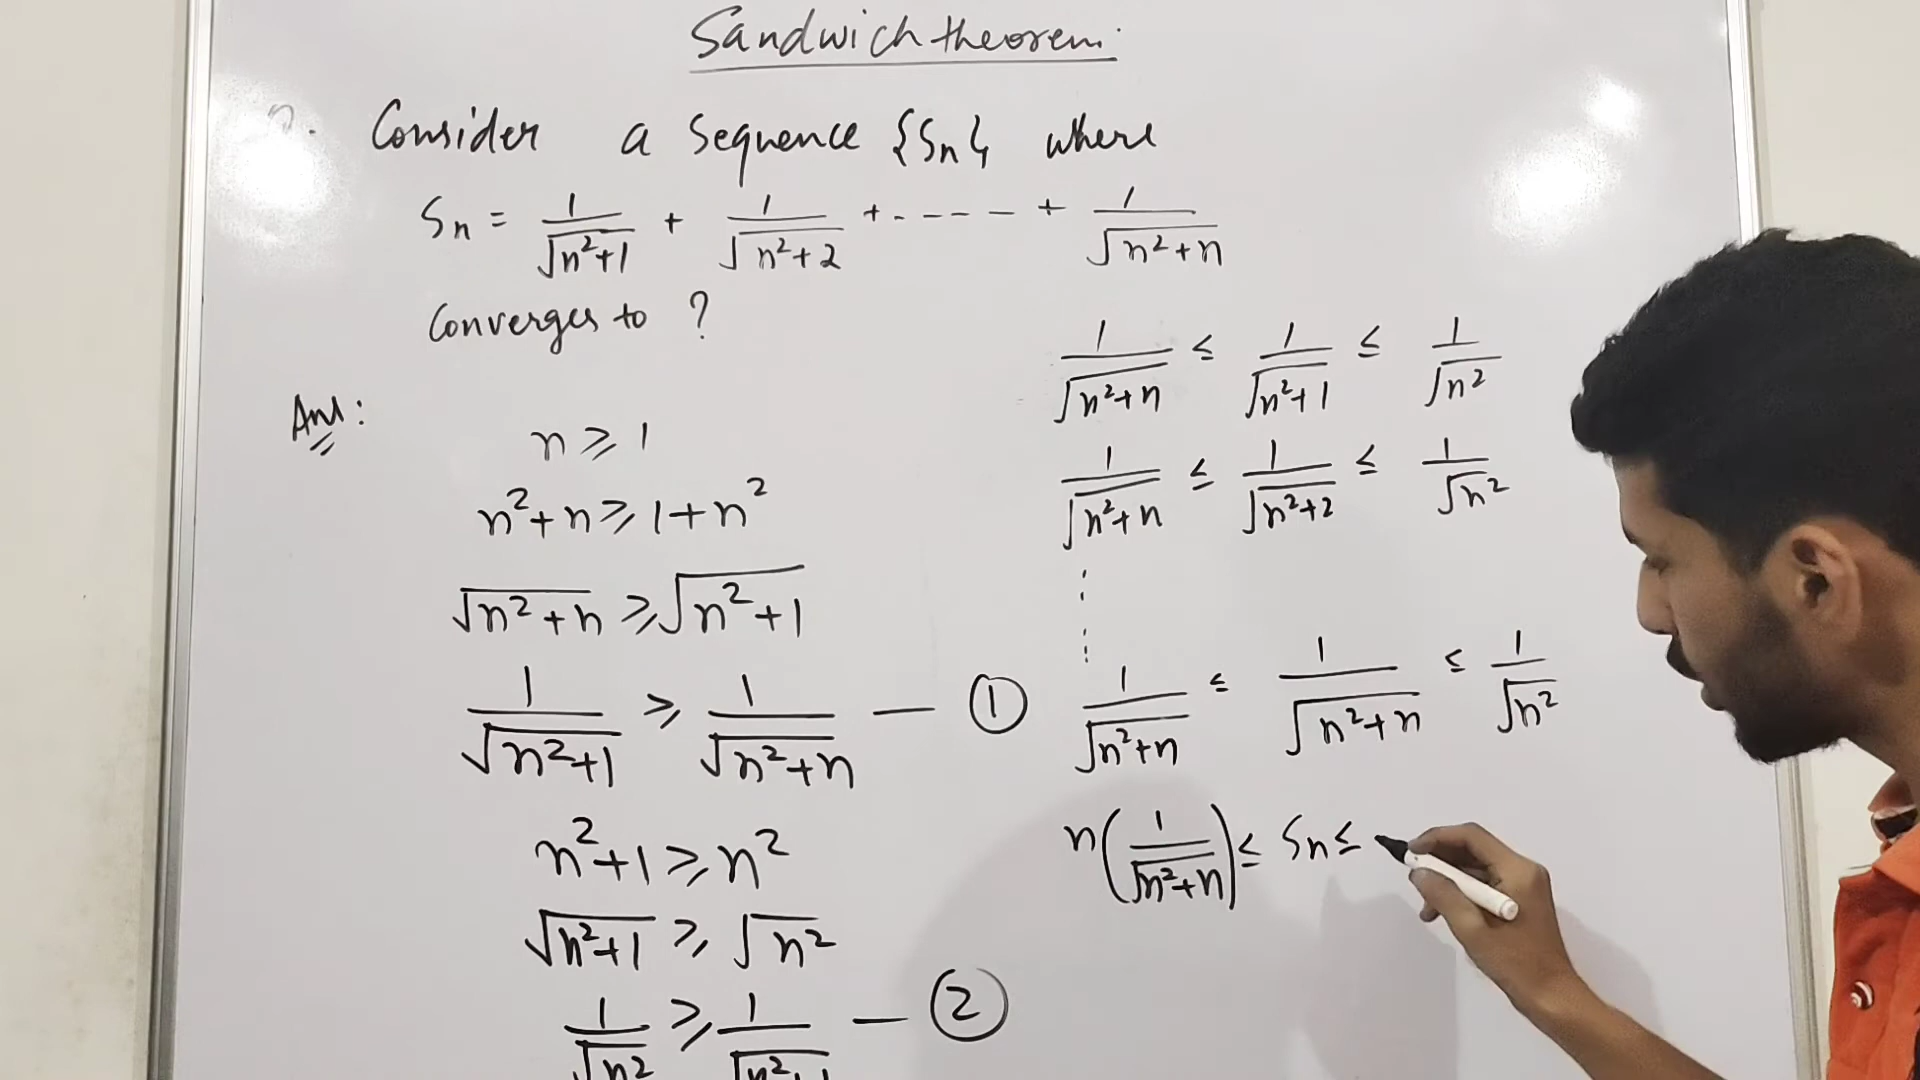 Sandwich theorem.
Q. Consider a sequence {Sn} where
Sn = 1/√(n²+1) + 1/√(n²+2) + ---- + 1/√(n²+n)
Converges to ?
Ans:
n ≥ 1
n²+n ≥ 1+n²
√(n²+n) ≥ √(n²+1)
1/√(n²+1) ≥ 1/√(n²+n) — ①
n²+1 ≥ n²
√(n²+1) ≥ √n²
1/√n² ≥ 1/√(n²+1) — ②
1/√(n²+n) ≤ 1/√(n²+1) ≤ 1/√n²
1/√(n²+n) ≤ 1/√(n²+2) ≤ 1/√n²
⋮
1/√(n²+n) ≤ 1/√(n²+n) ≤ 1/√n²
n(1/√(n²+n)) ≤ Sn ≤